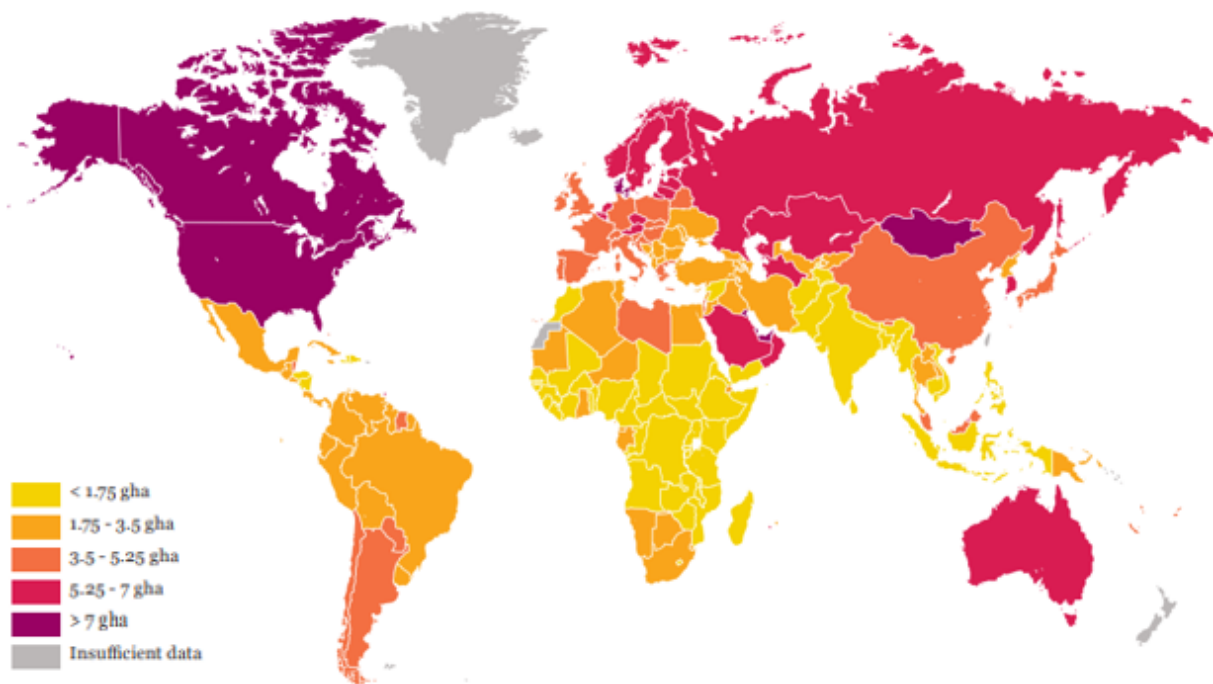 < 1.75 gha
1.75 - 3.5 gha
3.5 - 5.25 gha
5.25 - 7 gha
> 7 gha
Insufficient data